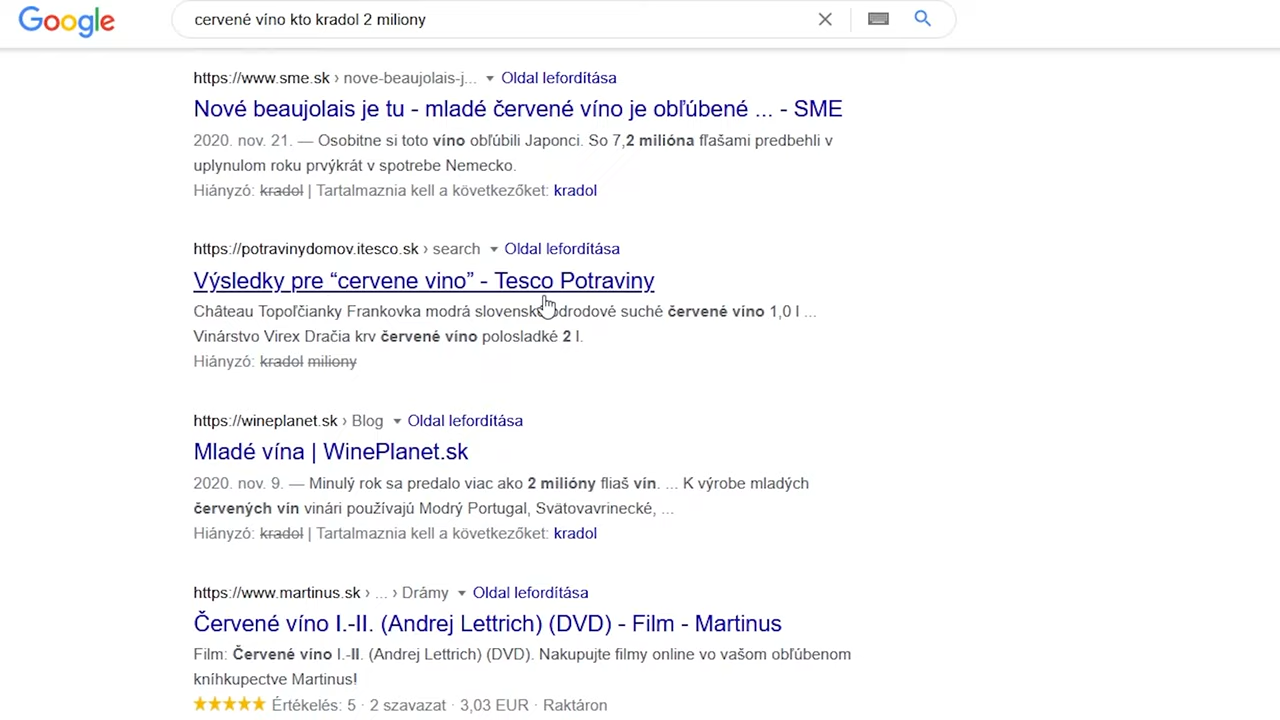 Google
červené víno kto kradol 2 miliony
https://www.sme.sk › nove-beaujolais-j... Oldal lefordítása
Nové beaujolais je tu - mladé červené víno je obľúbené ... - SME
2020. nov. 21. — Osobitne si toto víno obľúbili Japonci. So 7,2 milióna fľašami predbehli v
uplynulom roku prvýkrát v spotrebe Nemecko.
Hiányzó: kradol | Tartalmaznia kell a következőket: kradol
https://potravinydomov.itesco.sk › search Oldal lefordítása
Výsledky pre “cervene vino” - Tesco Potraviny
Château Topoľčianky Frankovka modrá slovenské odrodové suché červené víno 1,0 l ...
Vinárstvo Virex Dračia krv červené víno polosladké 2 l.
Hiányzó: kradol miliony
https://wineplanet.sk › Blog Oldal lefordítása
Mladé vína | WinePlanet.sk
2020. nov. 9. — Minulý rok sa predalo viac ako 2 milióny fliaš vín. ... K výrobe mladých
červených vín vinári používajú Modrý Portugal, Svätovavrinecké, ...
Hiányzó: kradol | Tartalmaznia kell a következőket: kradol
https://www.martinus.sk › ... › Drámy Oldal lefordítása
Červené víno I.-II. (Andrej Lettrich) (DVD) - Film - Martinus
Film: Červené víno I.-II. (Andrej Lettrich) (DVD). Nakupujte filmy online vo vašom obľúbenom
kníhkupectve Martinus!
Értékelés: 5 · 2 szavazat · 3,03 EUR · Raktáron